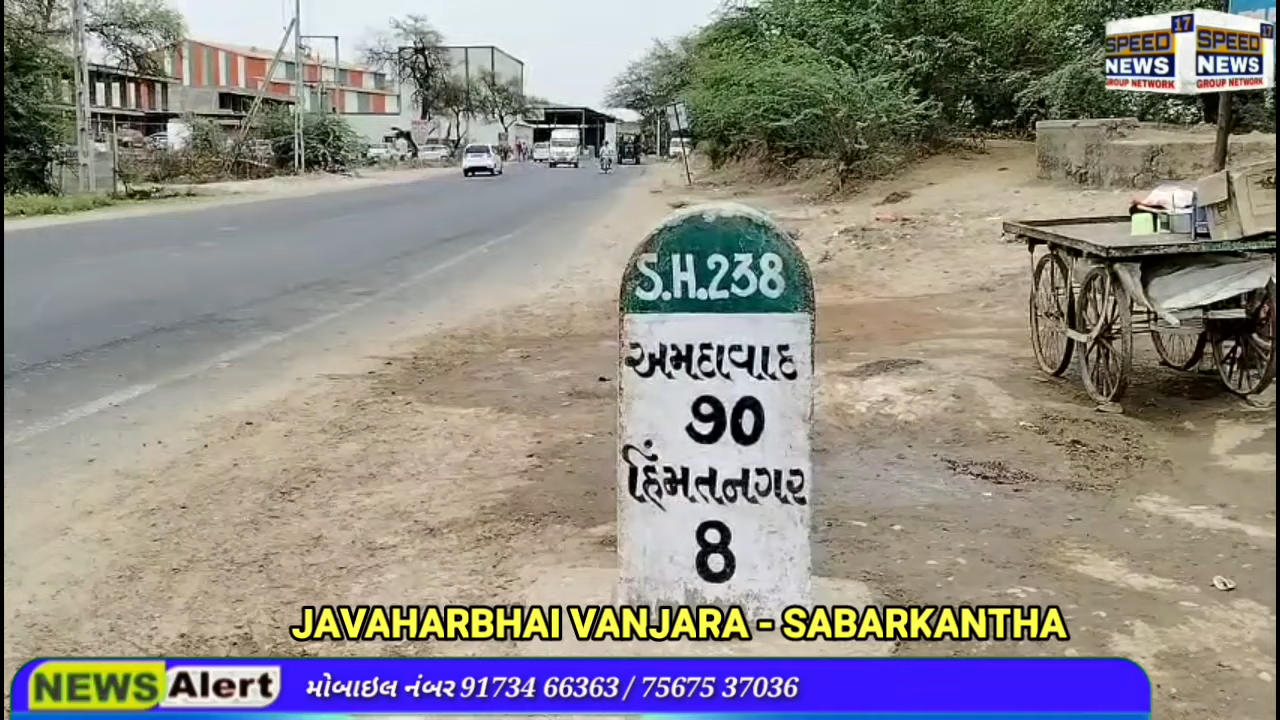 17
SPEED
NEWS
GROUP NETWORK
17
SPEED
NEWS
GROUP NETWORK
S.H.238
અમદાવાદ
90
હિંમતનગર
8
JAVAHARBHAI VANJARA - SABARKANTHA
NEWS Alert મોબાઇલ નંબર 91734 66363 / 75675 37036